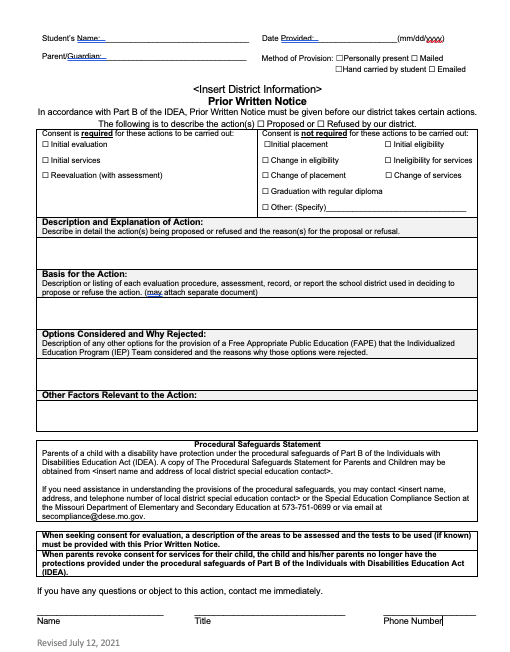 Student's Name:____________________ Date Provided:____________________(mm/dd/yyyy)
Parent/Guardian:____________________ Method of Provision: ☐Personally present ☐ Mailed
☐Hand carried by student ☐ Emailed
<Insert District Information>
Prior Written Notice
In accordance with Part B of the IDEA, Prior Written Notice must be given before our district takes certain actions.
The following is to describe the action(s) ☐ Proposed or ☐ Refused by our district.
Consent is required for these actions to be carried out:
☐ Initial evaluation
☐ Initial services
☐ Reevaluation (with assessment)
Consent is not required for these actions to be carried out:
☐Initial placement ☐ Initial eligibility
☐ Change in eligibility ☐ Ineligibility for services
☐ Change of placement ☐ Change of services
☐ Graduation with regular diploma
☐ Other: (Specify)____________________
Description and Explanation of Action:
Describe in detail the action(s) being proposed or refused and the reason(s) for the proposal or refusal.
Basis for the Action:
Description or listing of each evaluation procedure, assessment, record, or report the school district used in deciding to
propose or refuse the action. (may attach separate document)
Options Considered and Why Rejected:
Description of any other options for the provision of a Free Appropriate Public Education (FAPE) that the Individualized
Education Program (IEP) Team considered and the reasons why those options were rejected.
Other Factors Relevant to the Action:
Procedural Safeguards Statement
Parents of a child with a disability have protection under the procedural safeguards of Part B of the Individuals with
Disabilities Education Act (IDEA). A copy of The Procedural Safeguards Statement for Parents and Children may be
obtained from <insert name and address of local district special education contact>.
If you need assistance in understanding the provisions of the procedural safeguards, you may contact <insert name,
address, and telephone number of local district special education contact> or the Special Education Compliance Section at
the Missouri Department of Elementary and Secondary Education at 573-751-0699 or via email at
secompliance@dese.mo.gov.
When seeking consent for evaluation, a description of the areas to be assessed and the tests to be used (if known)
must be provided with this Prior Written Notice.
When parents revoke consent for services for their child, the child and his/her parents no longer have the
protections provided under the procedural safeguards of Part B of the Individuals with Disabilities Education Act
(IDEA).
If you have any questions or object to this action, contact me immediately.
Name Title Phone Number
Revised July 12, 2021